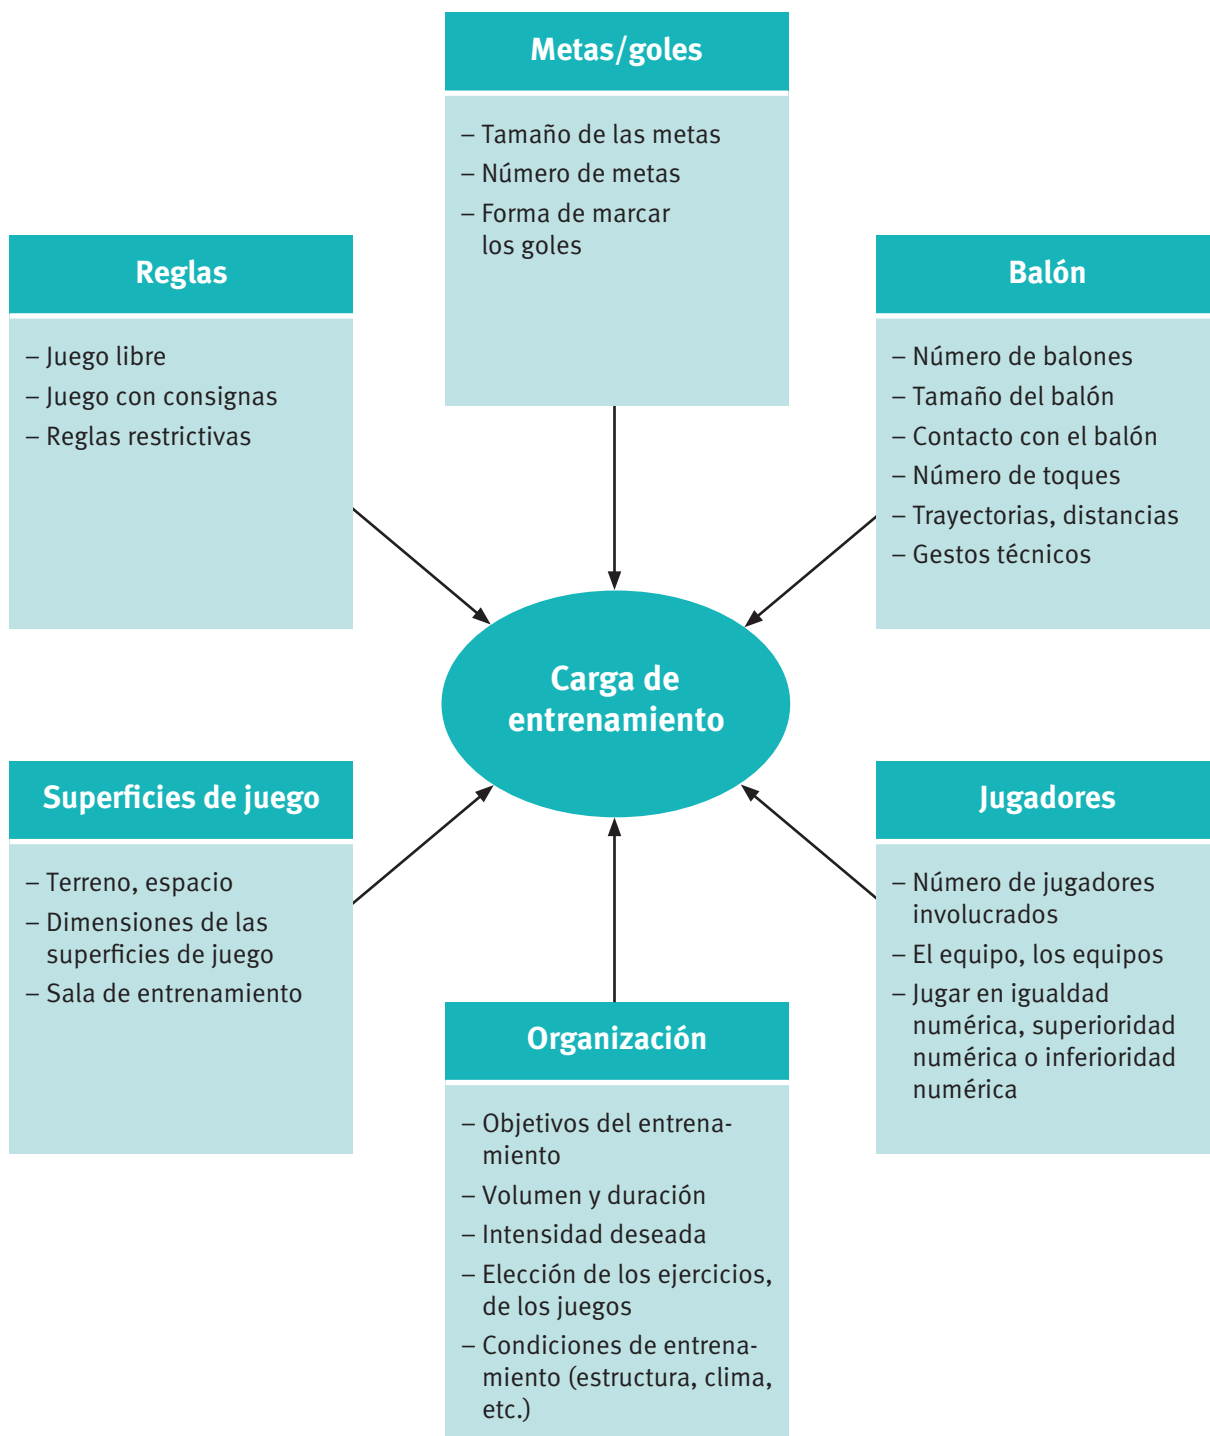 Metas/goles
– Tamaño de las metas
– Número de metas
– Forma de marcar
los goles
Reglas
– Juego libre
– Juego con consignas
– Reglas restrictivas
Balón
– Número de balones
– Tamaño del balón
– Contacto con el balón
– Número de toques
– Trayectorias, distancias
– Gestos técnicos
Carga de
entrenamiento
Superficies de juego
– Terreno, espacio
– Dimensiones de las
superficies de juego
– Sala de entrenamiento
Jugadores
– Número de jugadores
involucrados
– El equipo, los equipos
– Jugar en igualdad
numérica, superioridad
numérica o inferioridad
numérica
Organización
– Objetivos del entrena-
miento
– Volumen y duración
– Intensidad deseada
– Elección de los ejercicios,
de los juegos
– Condiciones de entrena-
miento (estructura, clima,
etc.)